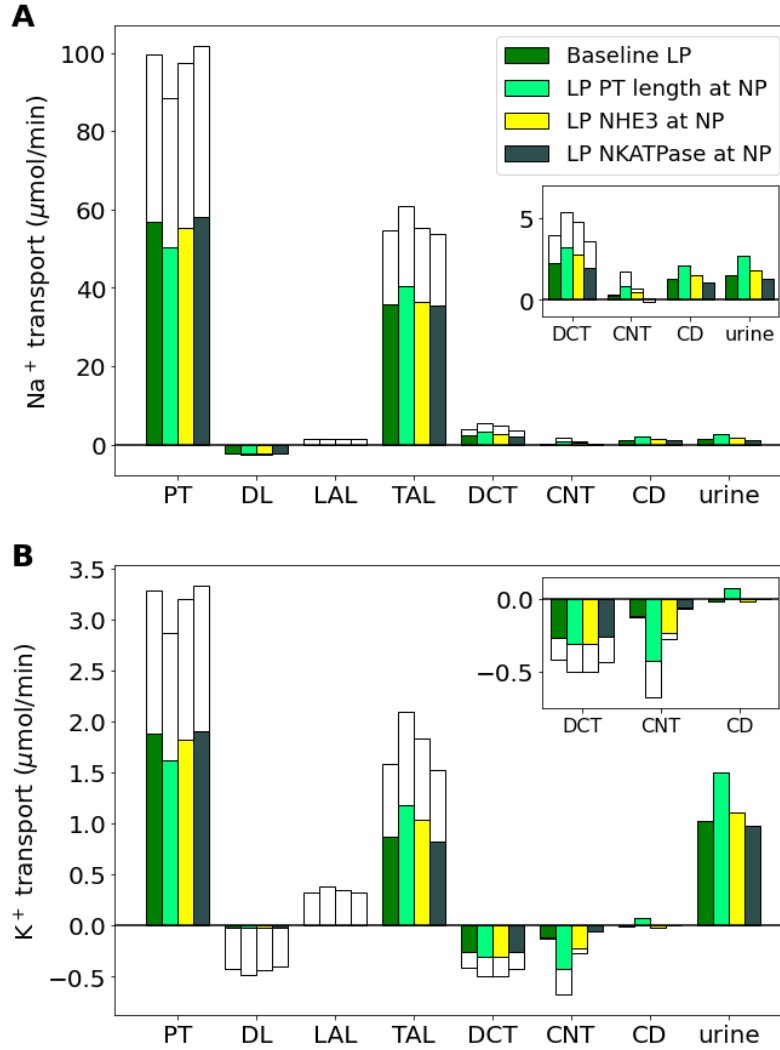 A
Na⁺ transport (μmol/min)
100
80
60
40
20
0
Baseline LP
LP PT length at NP
LP NHE3 at NP
LP NKATPase at NP
5
0
DCT CNT CD urine
PT DL LAL TAL DCT CNT CD urine
B
K⁺ transport (μmol/min)
3.5
3.0
2.5
2.0
1.5
1.0
0.5
0.0
−0.5
0.0
−0.5
DCT CNT CD
PT DL LAL TAL DCT CNT CD urine